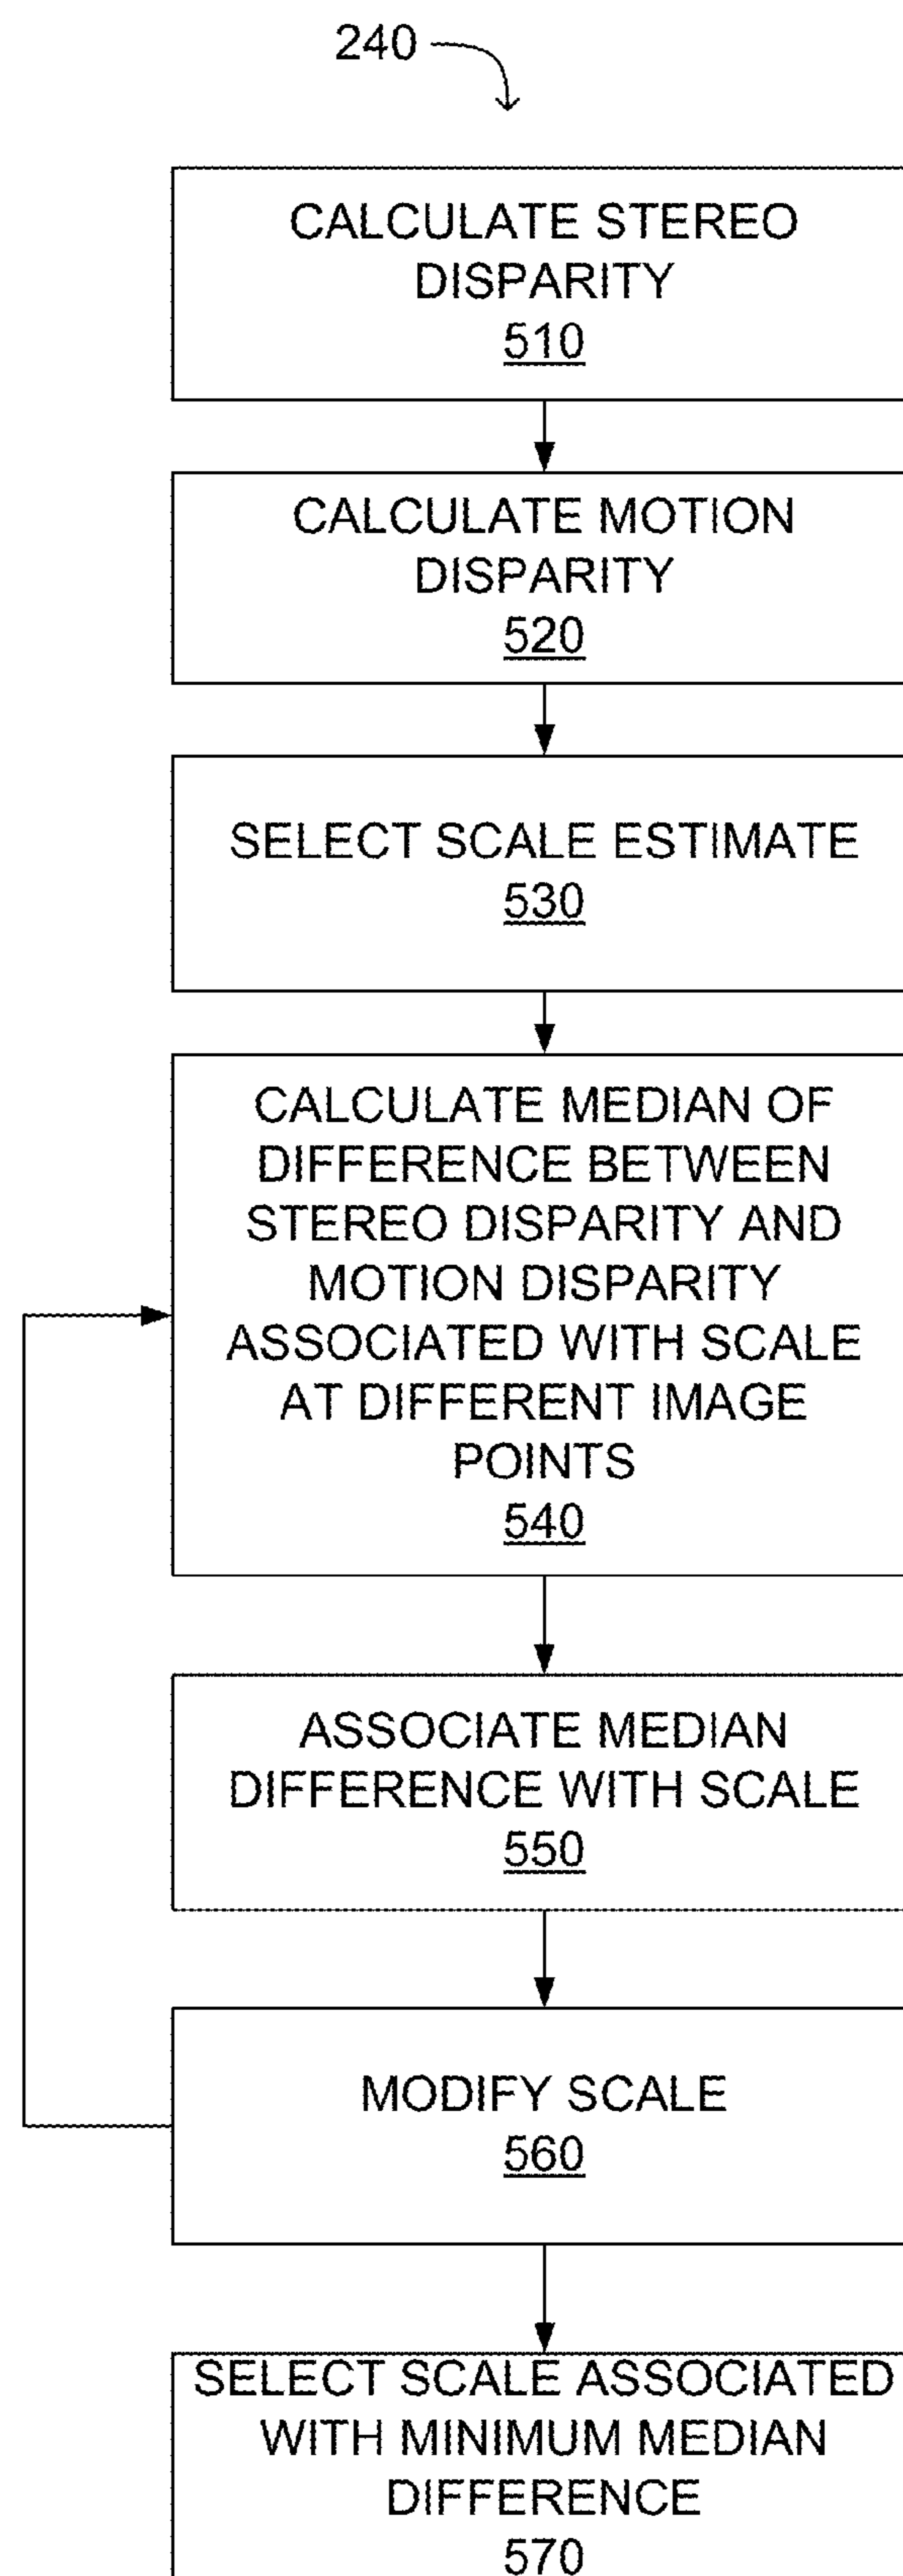 240
CALCULATE STEREO
DISPARITY
510
CALCULATE MOTION
DISPARITY
520
SELECT SCALE ESTIMATE
530
CALCULATE MEDIAN OF
DIFFERENCE BETWEEN
STEREO DISPARITY AND
MOTION DISPARITY
ASSOCIATED WITH SCALE
AT DIFFERENT IMAGE
POINTS
540
ASSOCIATE MEDIAN
DIFFERENCE WITH SCALE
550
MODIFY SCALE
560
SELECT SCALE ASSOCIATED
WITH MINIMUM MEDIAN
DIFFERENCE
570